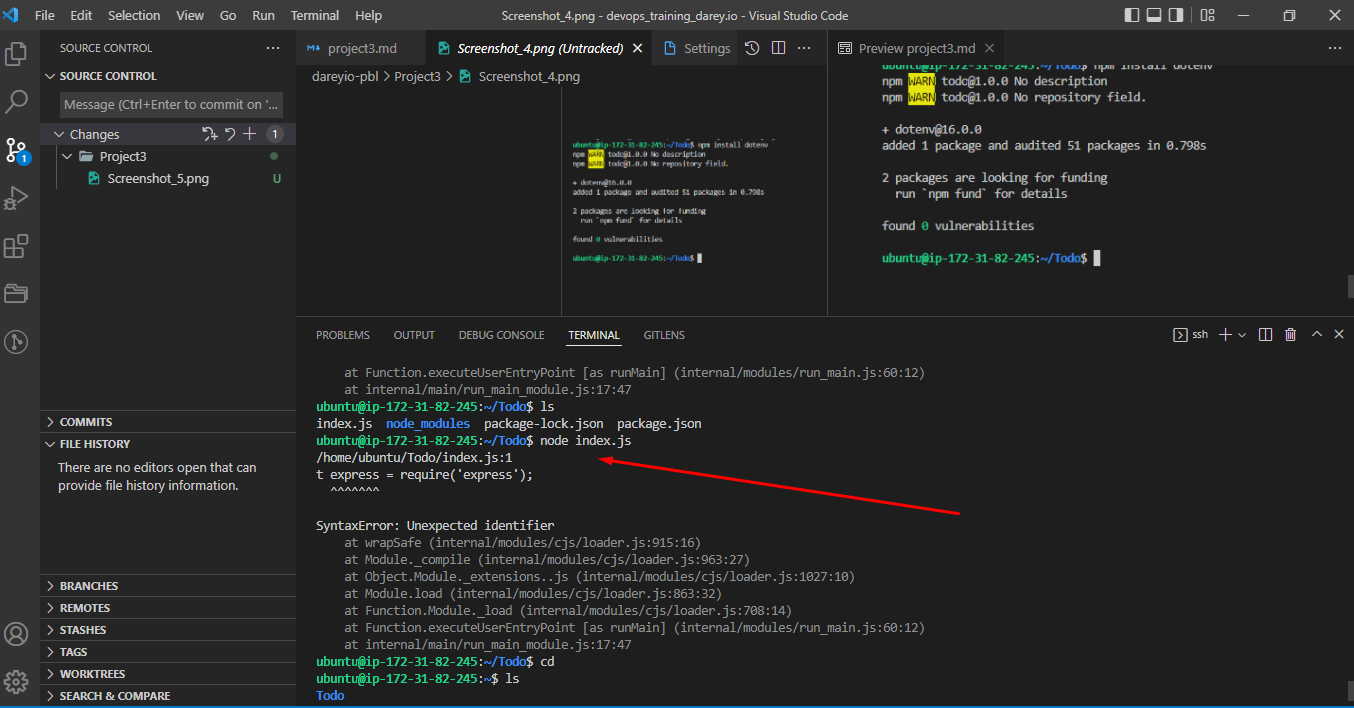 File Edit Selection View Go Run Terminal Help
Screenshot_4.png - devops_training_darey.io - Visual Studio Code
SOURCE CONTROL
SOURCE CONTROL
Message (Ctrl+Enter to commit on '...
Changes 1
Project3
Screenshot_5.png U
1
COMMITS
FILE HISTORY
There are no editors open that can
provide file history information.
BRANCHES
REMOTES
STASHES
TAGS
WORKTREES
SEARCH & COMPARE
project3.md Screenshot_4.png (Untracked) Settings
dareyio-pbl > Project3 > Screenshot_4.png
ubuntu@ip-172-31-82-245:~/Todo$ npm install dotenv
npm WARN todo@1.0.0 No description
npm WARN todo@1.0.0 No repository field.
+ dotenv@16.0.0
added 1 package and audited 51 packages in 0.798s
2 packages are looking for funding
run `npm fund` for details
found 0 vulnerabilities
ubuntu@ip-172-31-82-245:~/Todo$
Preview project3.md
ubuntu@ip-172-31-82-245:~/Todo$ npm install dotenv
npm WARN todo@1.0.0 No description
npm WARN todo@1.0.0 No repository field.
+ dotenv@16.0.0
added 1 package and audited 51 packages in 0.798s
2 packages are looking for funding
run `npm fund` for details
found 0 vulnerabilities
ubuntu@ip-172-31-82-245:~/Todo$
PROBLEMS OUTPUT DEBUG CONSOLE TERMINAL GITLENS
ssh
at Function.executeUserEntryPoint [as runMain] (internal/modules/run_main.js:60:12)
at internal/main/run_main_module.js:17:47
ubuntu@ip-172-31-82-245:~/Todo$ ls
index.js node_modules package-lock.json package.json
ubuntu@ip-172-31-82-245:~/Todo$ node index.js
/home/ubuntu/Todo/index.js:1
t express = require('express');
^^^^^^^
SyntaxError: Unexpected identifier
at wrapSafe (internal/modules/cjs/loader.js:915:16)
at Module._compile (internal/modules/cjs/loader.js:963:27)
at Object.Module._extensions..js (internal/modules/cjs/loader.js:1027:10)
at Module.load (internal/modules/cjs/loader.js:863:32)
at Function.Module._load (internal/modules/cjs/loader.js:708:14)
at Function.executeUserEntryPoint [as runMain] (internal/modules/run_main.js:60:12)
at internal/main/run_main_module.js:17:47
ubuntu@ip-172-31-82-245:~/Todo$ cd
ubuntu@ip-172-31-82-245:~$ ls
Todo